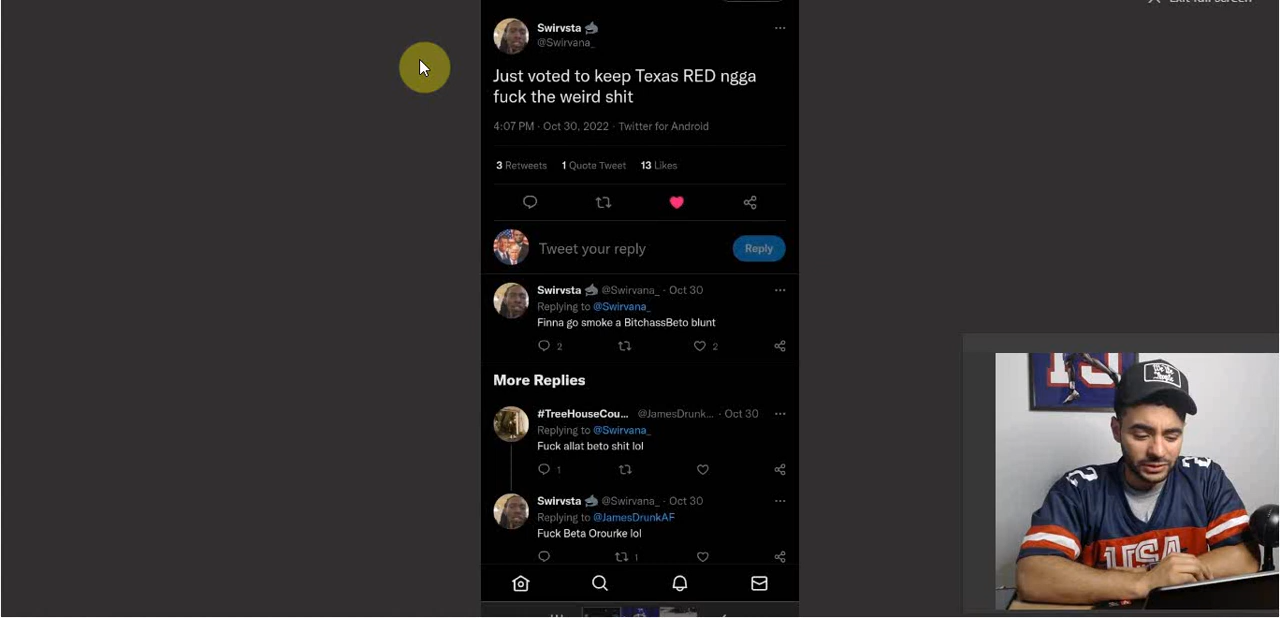 Exit full screen
Swirvsta
@Swirvana_
Just voted to keep Texas RED ngga
fuck the weird shit
4:07 PM · Oct 30, 2022 · Twitter for Android
3 Retweets 1 Quote Tweet 13 Likes
Tweet your reply
Reply
Swirvsta @Swirvana_ · Oct 30
Replying to @Swirvana_
Finna go smoke a BitchassBeto blunt
2 2
More Replies
#TreeHouseCou... @JamesDrunk... · Oct 30
Replying to @Swirvana_
Fuck allat beto shit lol
1
Swirvsta @Swirvana_ · Oct 30
Replying to @JamesDrunkAF
Fuck Beta Orourke lol
1
We the
People
USA